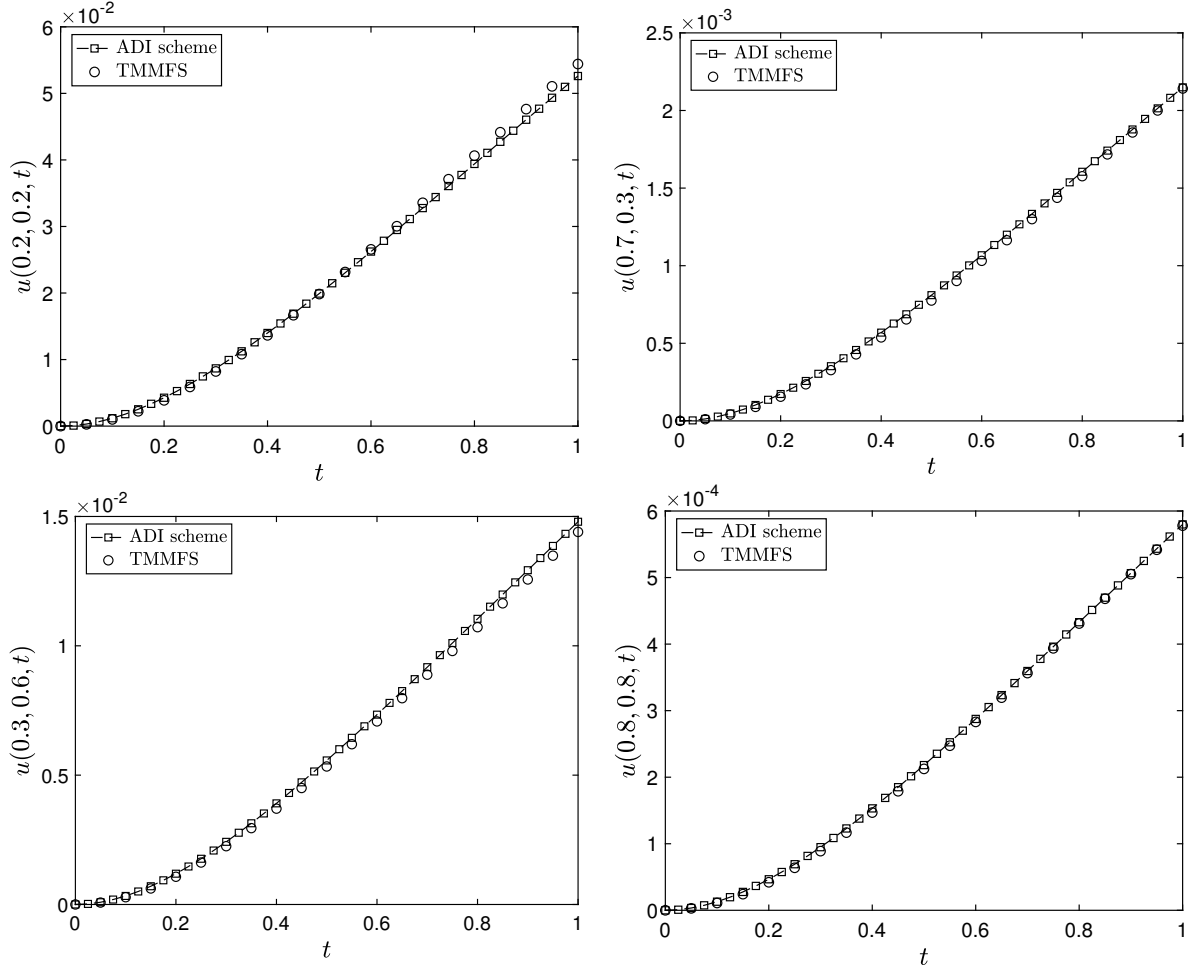 ×10-2
6
5
4
3
2
1
0
0 0.2 0.4 0.6 0.8 1
t
u(0.2, 0.2, t)
ADI scheme
TMMFS
×10-3
2.5
2
1.5
1
0.5
0
0 0.2 0.4 0.6 0.8 1
t
u(0.7, 0.3, t)
ADI scheme
TMMFS
×10-2
1.5
1
0.5
0
0 0.2 0.4 0.6 0.8 1
t
u(0.3, 0.6, t)
ADI scheme
TMMFS
×10-4
6
5
4
3
2
1
0
0 0.2 0.4 0.6 0.8 1
t
u(0.8, 0.8, t)
ADI scheme
TMMFS